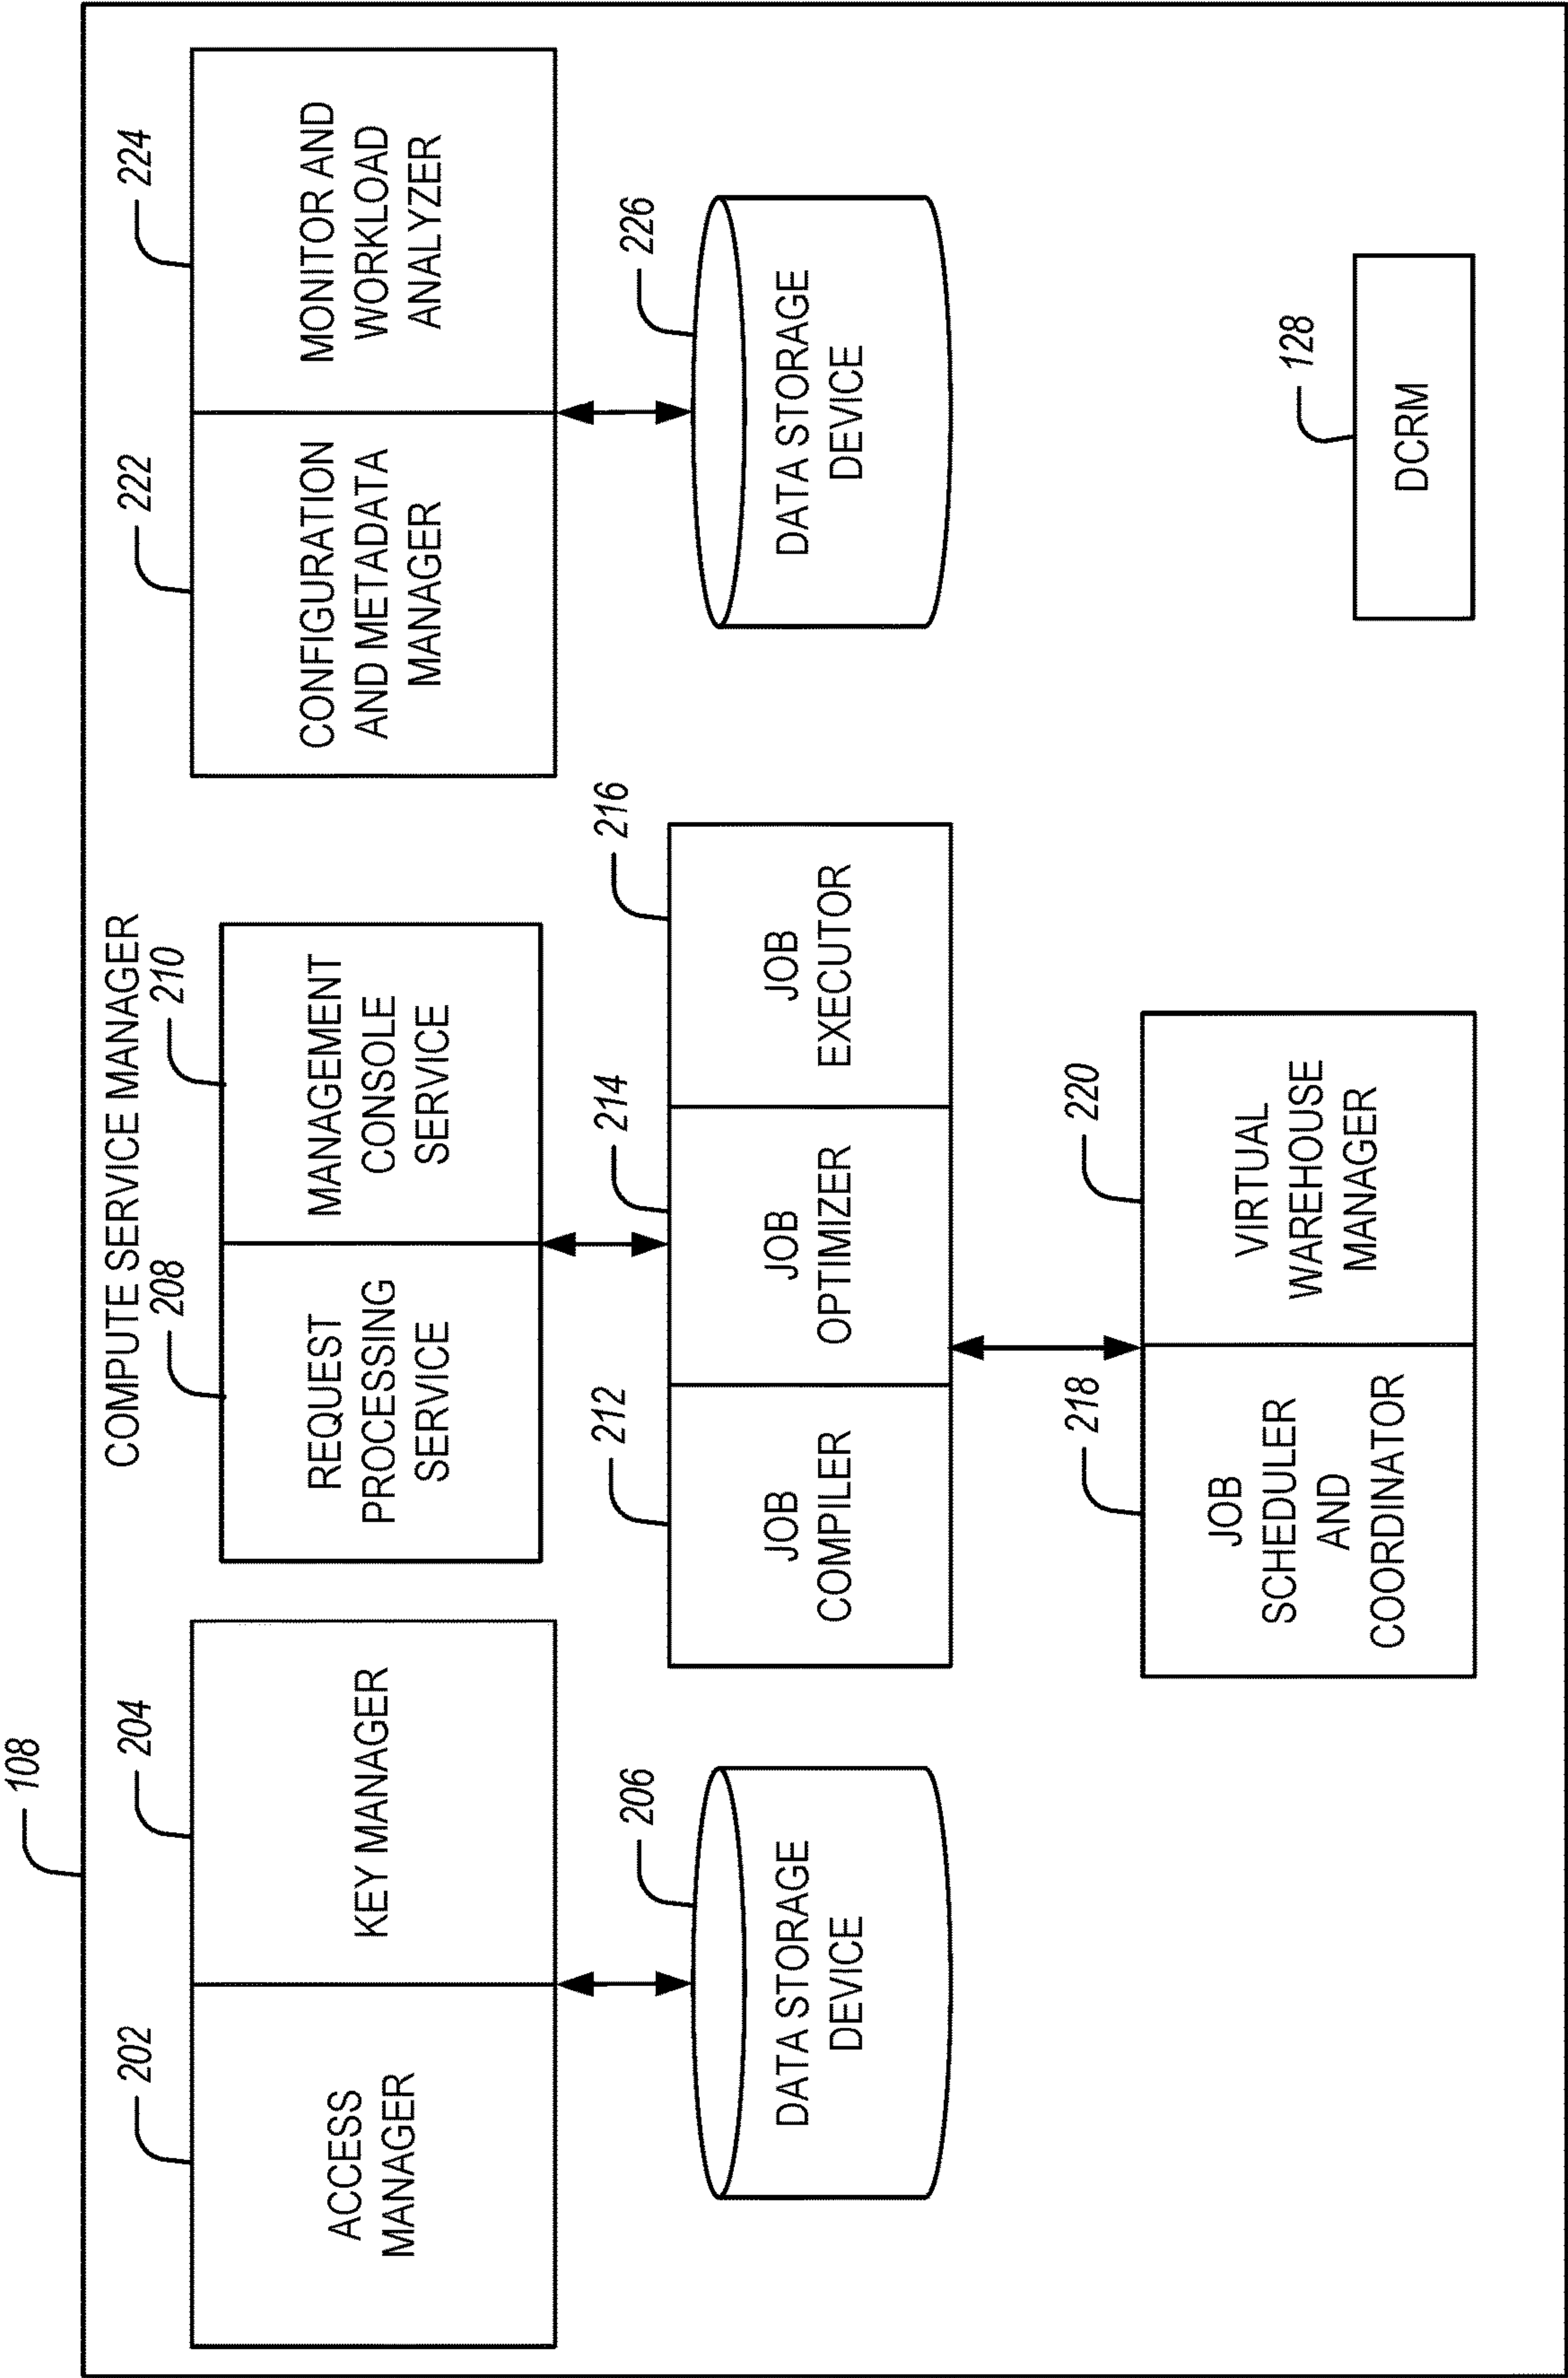 108
COMPUTE SERVICE MANAGER
202
204
208
210
222
224
ACCESS
MANAGER
KEY MANAGER
REQUEST
PROCESSING
SERVICE
MANAGEMENT
CONSOLE
SERVICE
CONFIGURATION
AND METADATA
MANAGER
MONITOR AND
WORKLOAD
ANALYZER
206
212
214
216
226
DATA STORAGE
DEVICE
JOB
COMPILER
JOB
OPTIMIZER
JOB
EXECUTOR
DATA STORAGE
DEVICE
218
220
JOB
SCHEDULER
AND
COORDINATOR
VIRTUAL
WAREHOUSE
MANAGER
128
DCRM